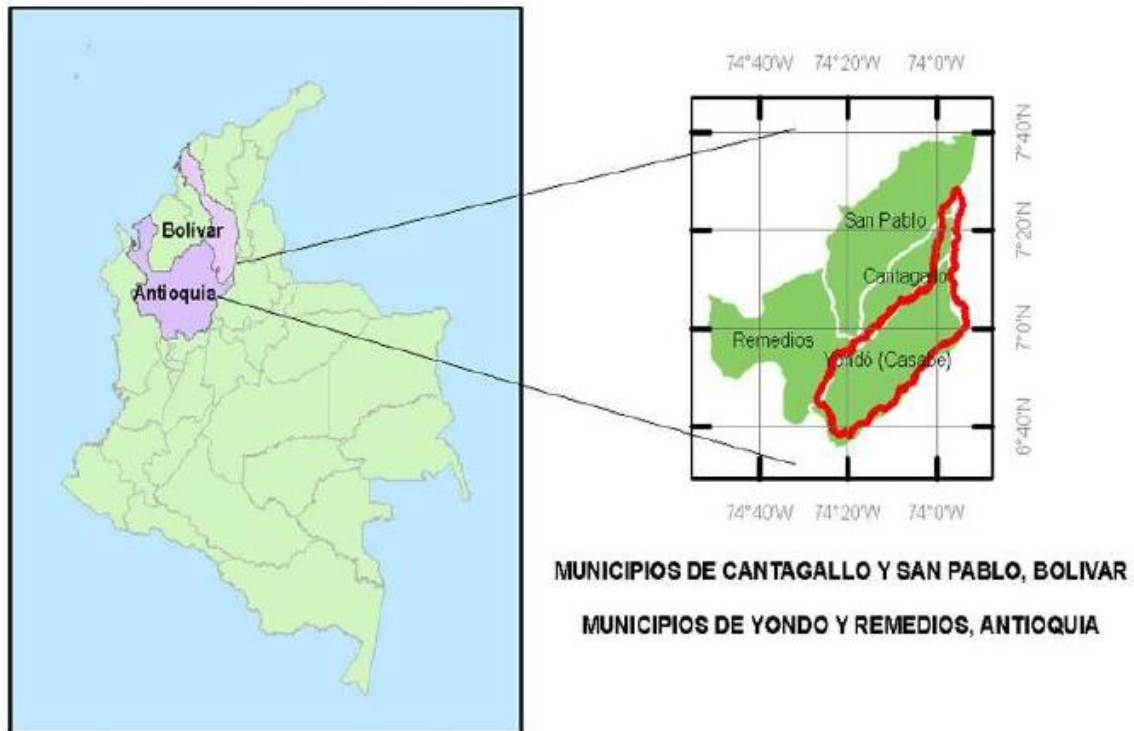 Bolívar
Antioquia
74°40'W 74°20'W 74°0'W
7°40'N
7°20'N
7°0'N
6°40'N
San Pablo
Cantagallo
Remedios
Yondó (Casabe)
74°40'W 74°20'W 74°0'W
MUNICIPIOS DE CANTAGALLO Y SAN PABLO, BOLIVAR
MUNICIPIOS DE YONDO Y REMEDIOS, ANTIOQUIA